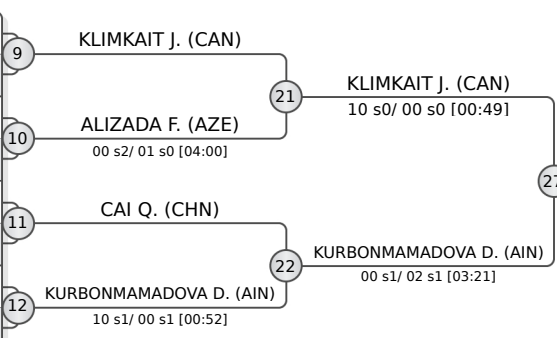 9
KLIMKAIT J. (CAN)
21
KLIMKAIT J. (CAN)
10 s0/ 00 s0 [00:49]
10
ALIZADA F. (AZE)
00 s2/ 01 s0 [04:00]
27
11
CAI Q. (CHN)
22
KURBONMAMADOVA D. (AIN)
00 s1/ 02 s1 [03:21]
12
KURBONMAMADOVA D. (AIN)
10 s1/ 00 s1 [00:52]